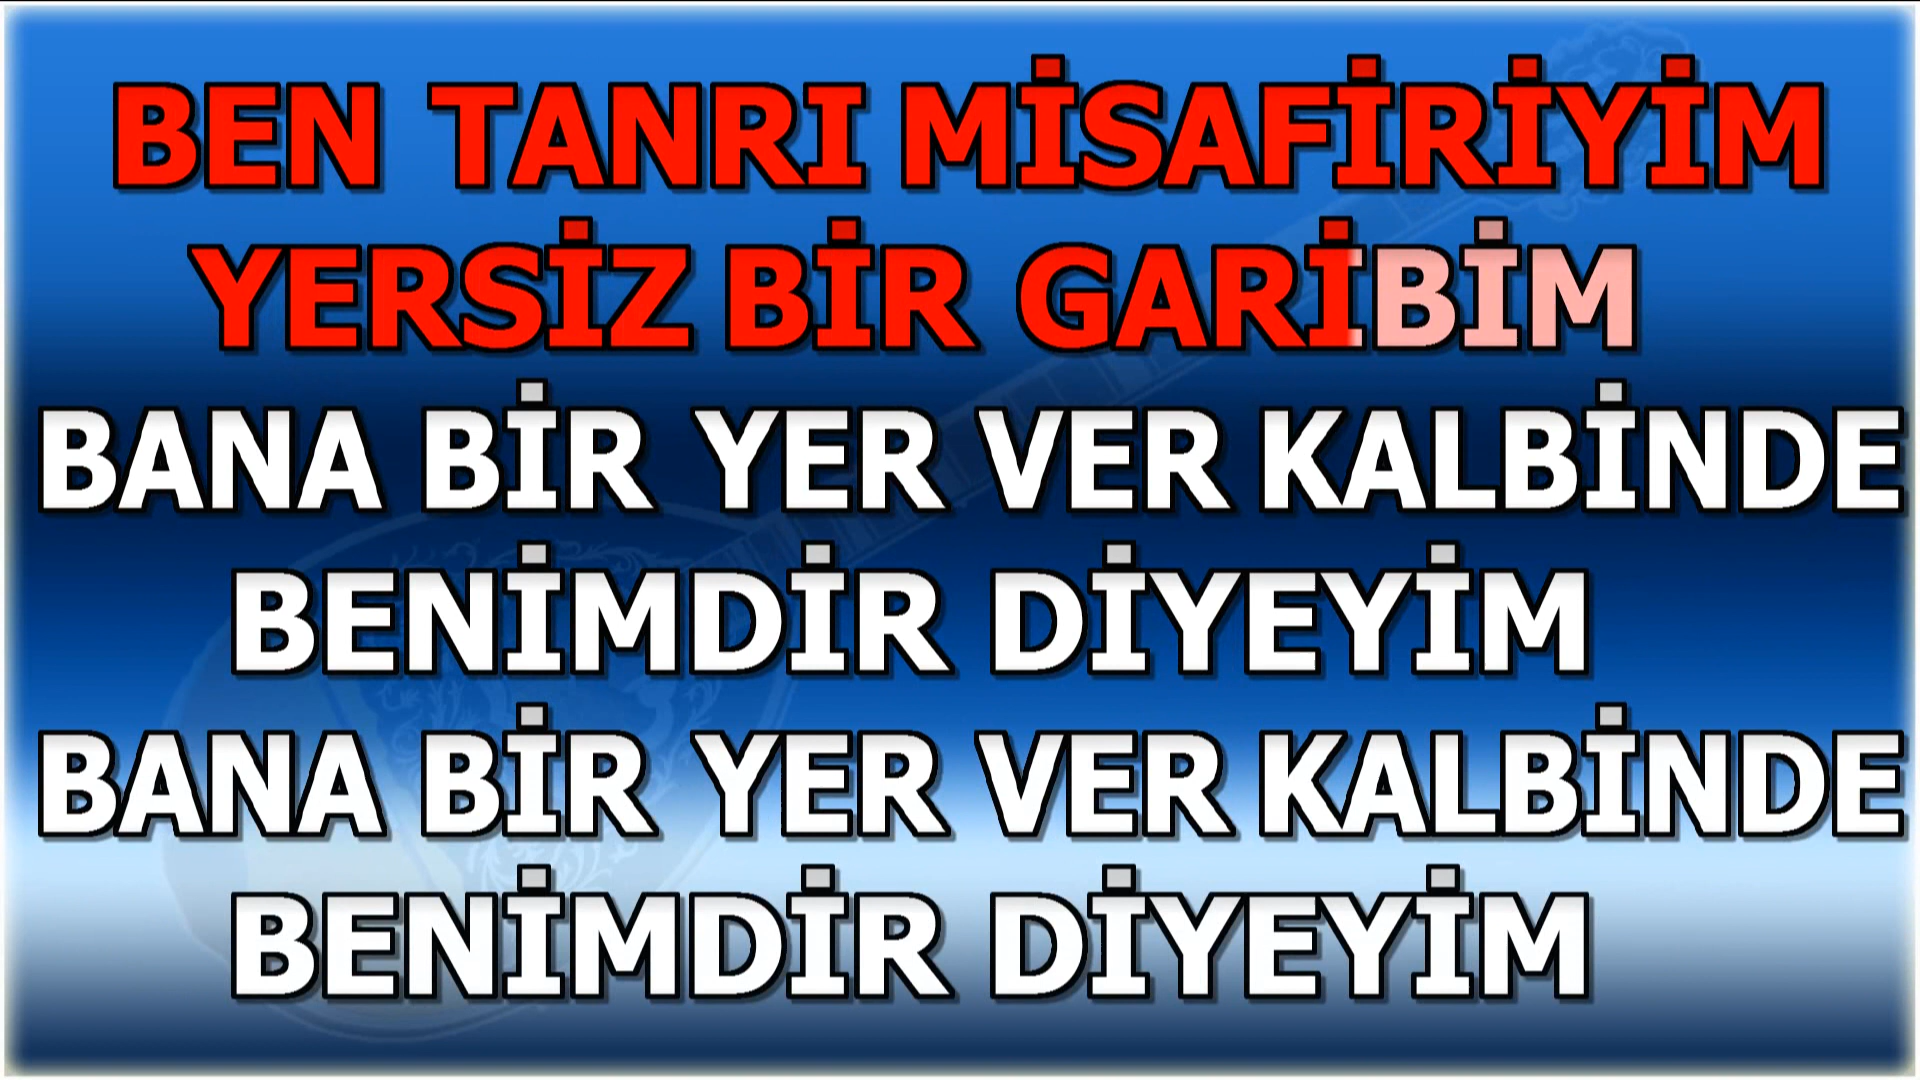 BEN TANRI MİSAFİRİYİM
YERSİZ BİR GARİBİM
BANA BİR YER VER KALBİNDE
BENİMDİR DİYEYİM
BANA BİR YER VER KALBİNDE
BENİMDİR DİYEYİM